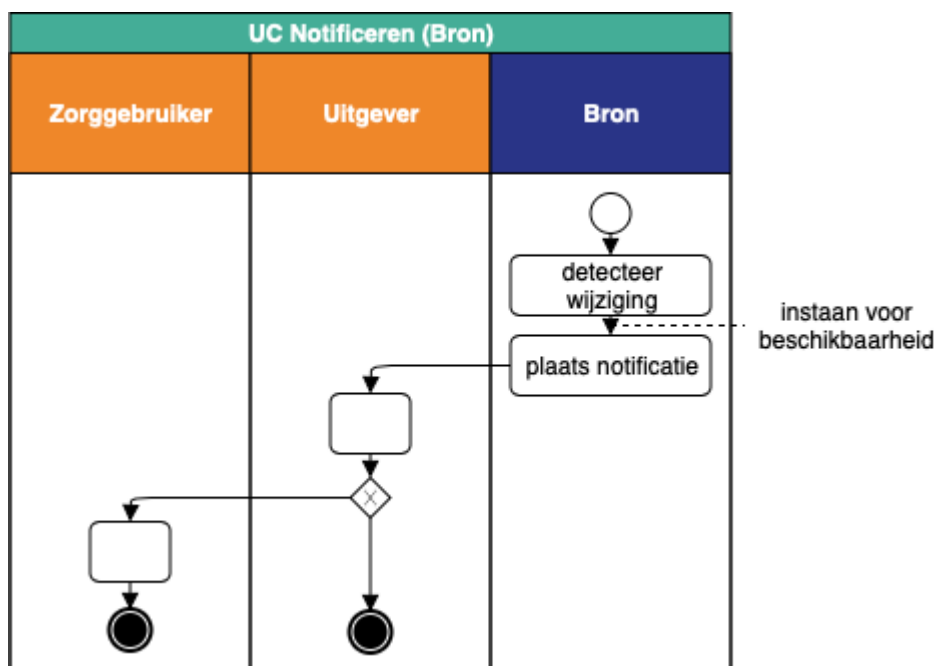 UC Notificeren (Bron)
Zorggebruiker
Uitgever
Bron
detecteer
wijziging
instaan voor
beschikbaarheid
plaats notificatie